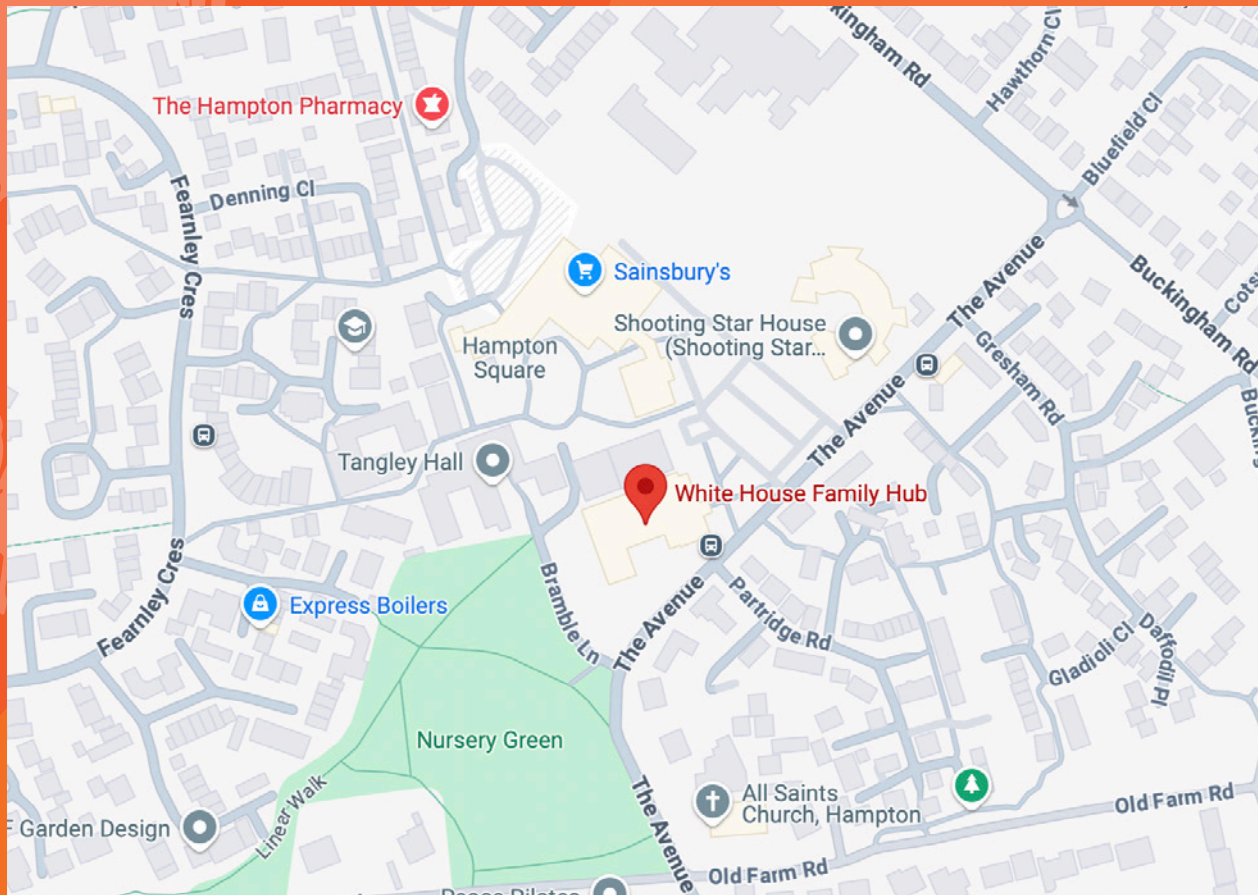 Buckingham Rd
Hawthorn Cl
Bluefield Cl
The Hampton Pharmacy
Fearnley Cres
Denning Cl
The Avenue
Buckingham Rd
Sainsbury's
Shooting Star House
(Shooting Star...
Gresham Rd
Hampton
Square
The Avenue
Tangley Hall
White House Family Hub
Fearnley Cres
Express Boilers
Bramble Ln
The Avenue
Partridge Rd
Gladioli Cl
Daffodil Pl
Nursery Green
Linear Walk
The Avenue
All Saints
Church, Hampton
Old Farm Rd
F Garden Design
Old Farm Rd